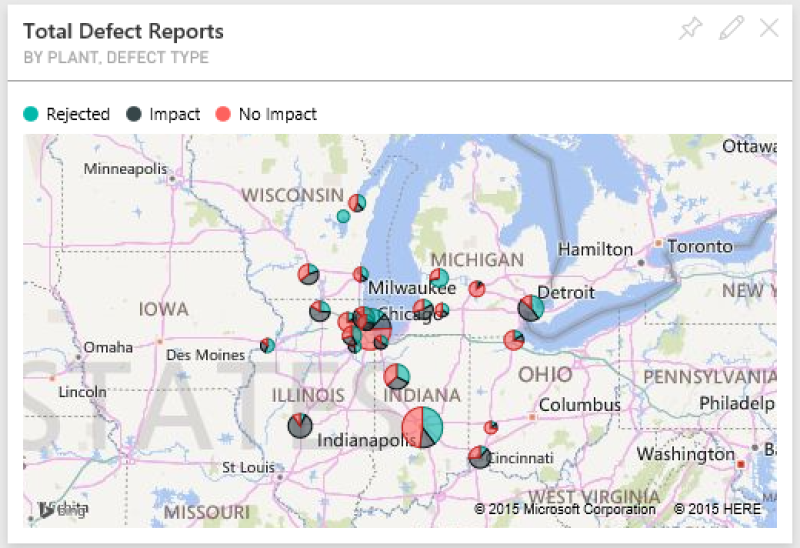 Total Defect Reports
BY PLANT, DEFECT TYPE
Rejected Impact No Impact
Ottawa
Minneapolis
WISCONSIN
Hamilton Toronto
MICHIGAN
Milwaukee
Detroit
NEW Y
IOWA
Chicago
Omaha
Des Moines
Lincoln
STATES
ILLINOIS INDIANA OHIO PENNSYLVANIA
Columbus Philadelp
Indianapolis
Cincinnati Washington Ba
St Louis
WEST VIRGINIA
MISSOURI
Wichita
Bing
© 2015 Microsoft Corporation © 2015 HERE